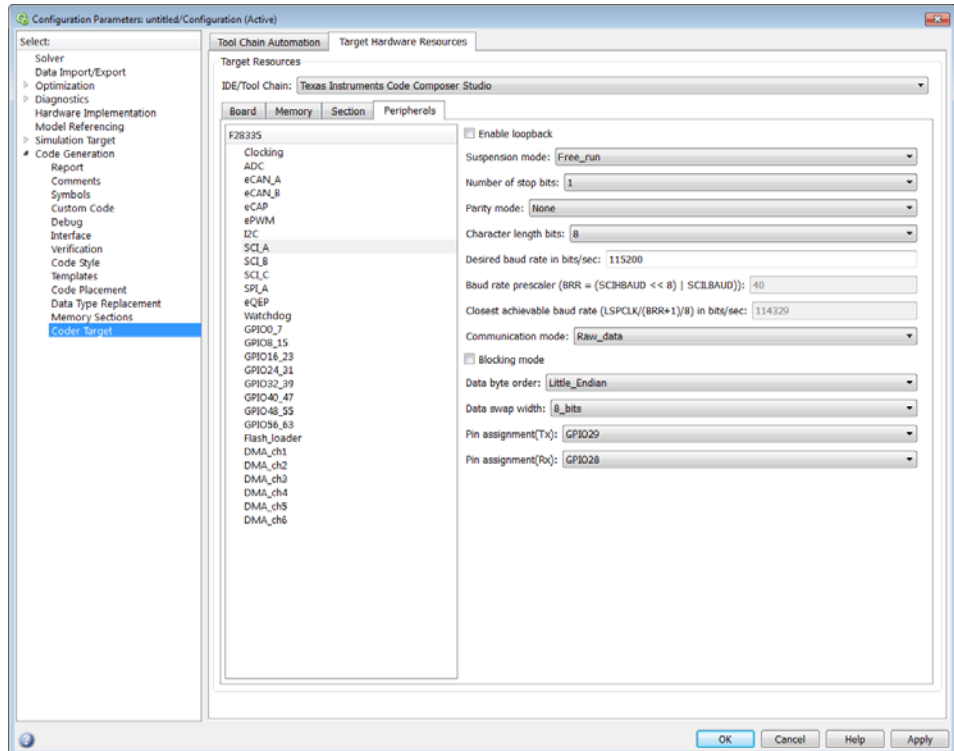 Configuration Parameters: untitled/Configuration (Active)
Select:
Solver
Data Import/Export
Optimization
Diagnostics
Hardware Implementation
Model Referencing
Simulation Target
Code Generation
Report
Comments
Symbols
Custom Code
Debug
Interface
Verification
Code Style
Templates
Code Placement
Data Type Replacement
Memory Sections
Coder Target
Tool Chain Automation Target Hardware Resources
Target Resources
IDE/Tool Chain: Texas Instruments Code Composer Studio
Board Memory Section Peripherals
F28335
Clocking
ADC
eCAN_A
eCAN_B
eCAP
ePWM
I2C
SCI_A
SCI_B
SCI_C
SPI_A
eQEP
Watchdog
GPIO0_7
GPIO8_15
GPIO16_23
GPIO24_31
GPIO32_39
GPIO40_47
GPIO48_55
GPIO56_63
Flash_loader
DMA_ch1
DMA_ch2
DMA_ch3
DMA_ch4
DMA_ch5
DMA_ch6
Enable loopback
Suspension mode: Free_run
Number of stop bits: 1
Parity mode: None
Character length bits: 8
Desired baud rate in bits/sec: 115200
Baud rate prescaler (BRR = (SCIHBAUD << 8) | SCILBAUD)): 40
Closest achievable baud rate (LSPCLK/(BRR+1)/8) in bits/sec: 114329
Communication mode: Raw_data
Blocking mode
Data byte order: Little_Endian
Data swap width: 8_bits
Pin assignment(Tx): GPIO29
Pin assignment(Rx): GPIO28
OK Cancel Help Apply